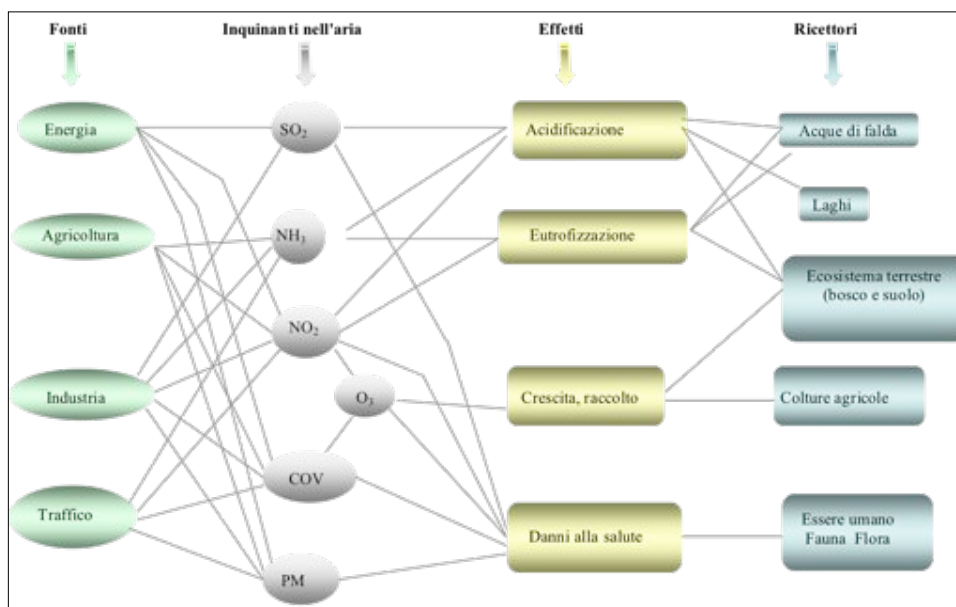 Fonti
Inquinanti nell'aria
Effetti
Ricettori
Energia
SO₂
Acidificazione
Acque di falda
Laghi
Agricoltura
NH₃
Eutrofizzazione
Ecosistema terrestre
(bosco e suolo)
NO₂
Industria
O₃
Crescita, raccolto
Colture agricole
COV
Traffico
Danni alla salute
Essere umano
Fauna Flora
PM